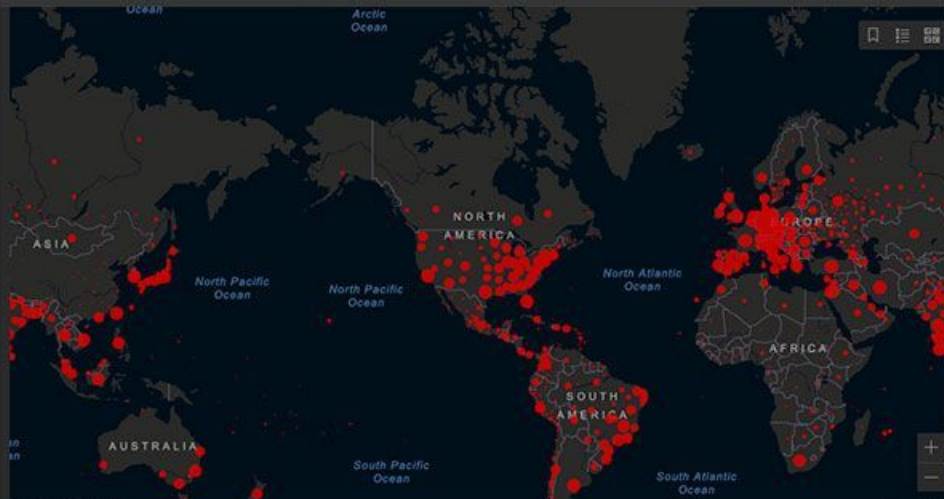 Ocean
Arctic
Ocean
NORTH
AMERICA
EUROPE
ASIA
North Pacific
Ocean
North Pacific
Ocean
North Atlantic
Ocean
AFRICA
SOUTH
AMERICA
AUSTRALIA
South Pacific
Ocean
South Atlantic
Ocean